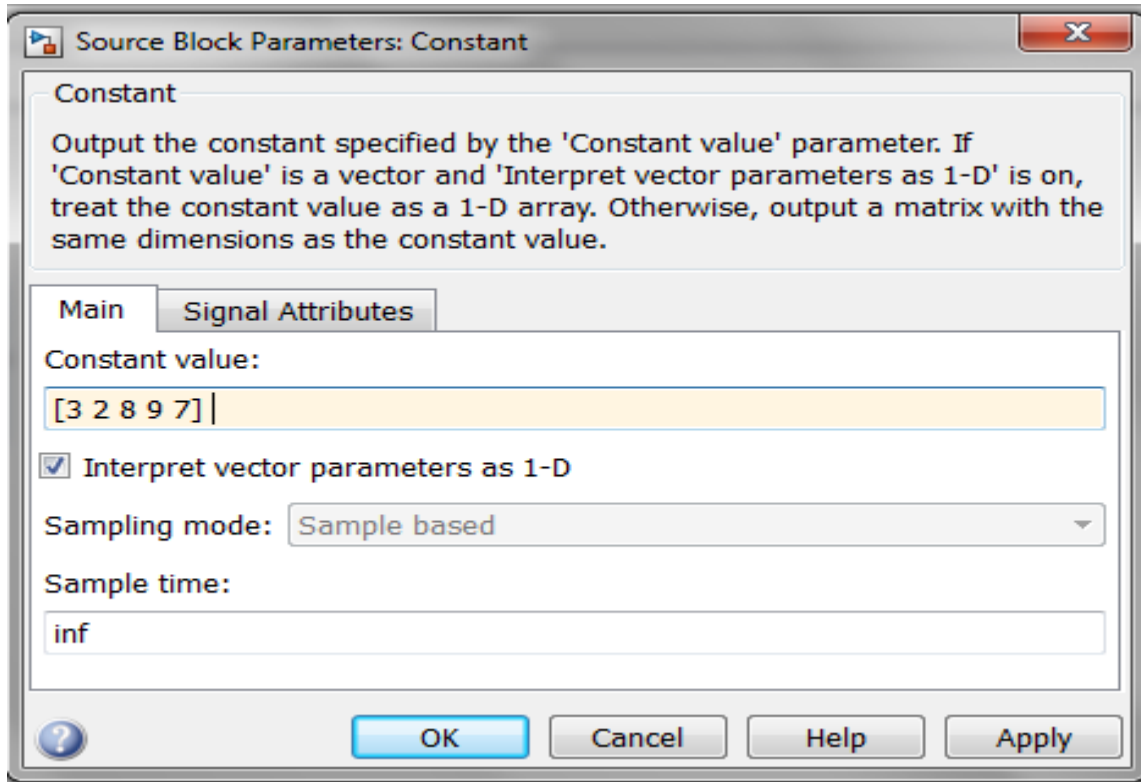 Source Block Parameters: Constant
x
Constant
Output the constant specified by the 'Constant value' parameter. If
'Constant value' is a vector and 'Interpret vector parameters as 1-D' is on,
treat the constant value as a 1-D array. Otherwise, output a matrix with the
same dimensions as the constant value.
Main Signal Attributes
Constant value:
[3 2 8 9 7]
Interpret vector parameters as 1-D
Sampling mode: Sample based
Sample time:
inf
? OK Cancel Help Apply